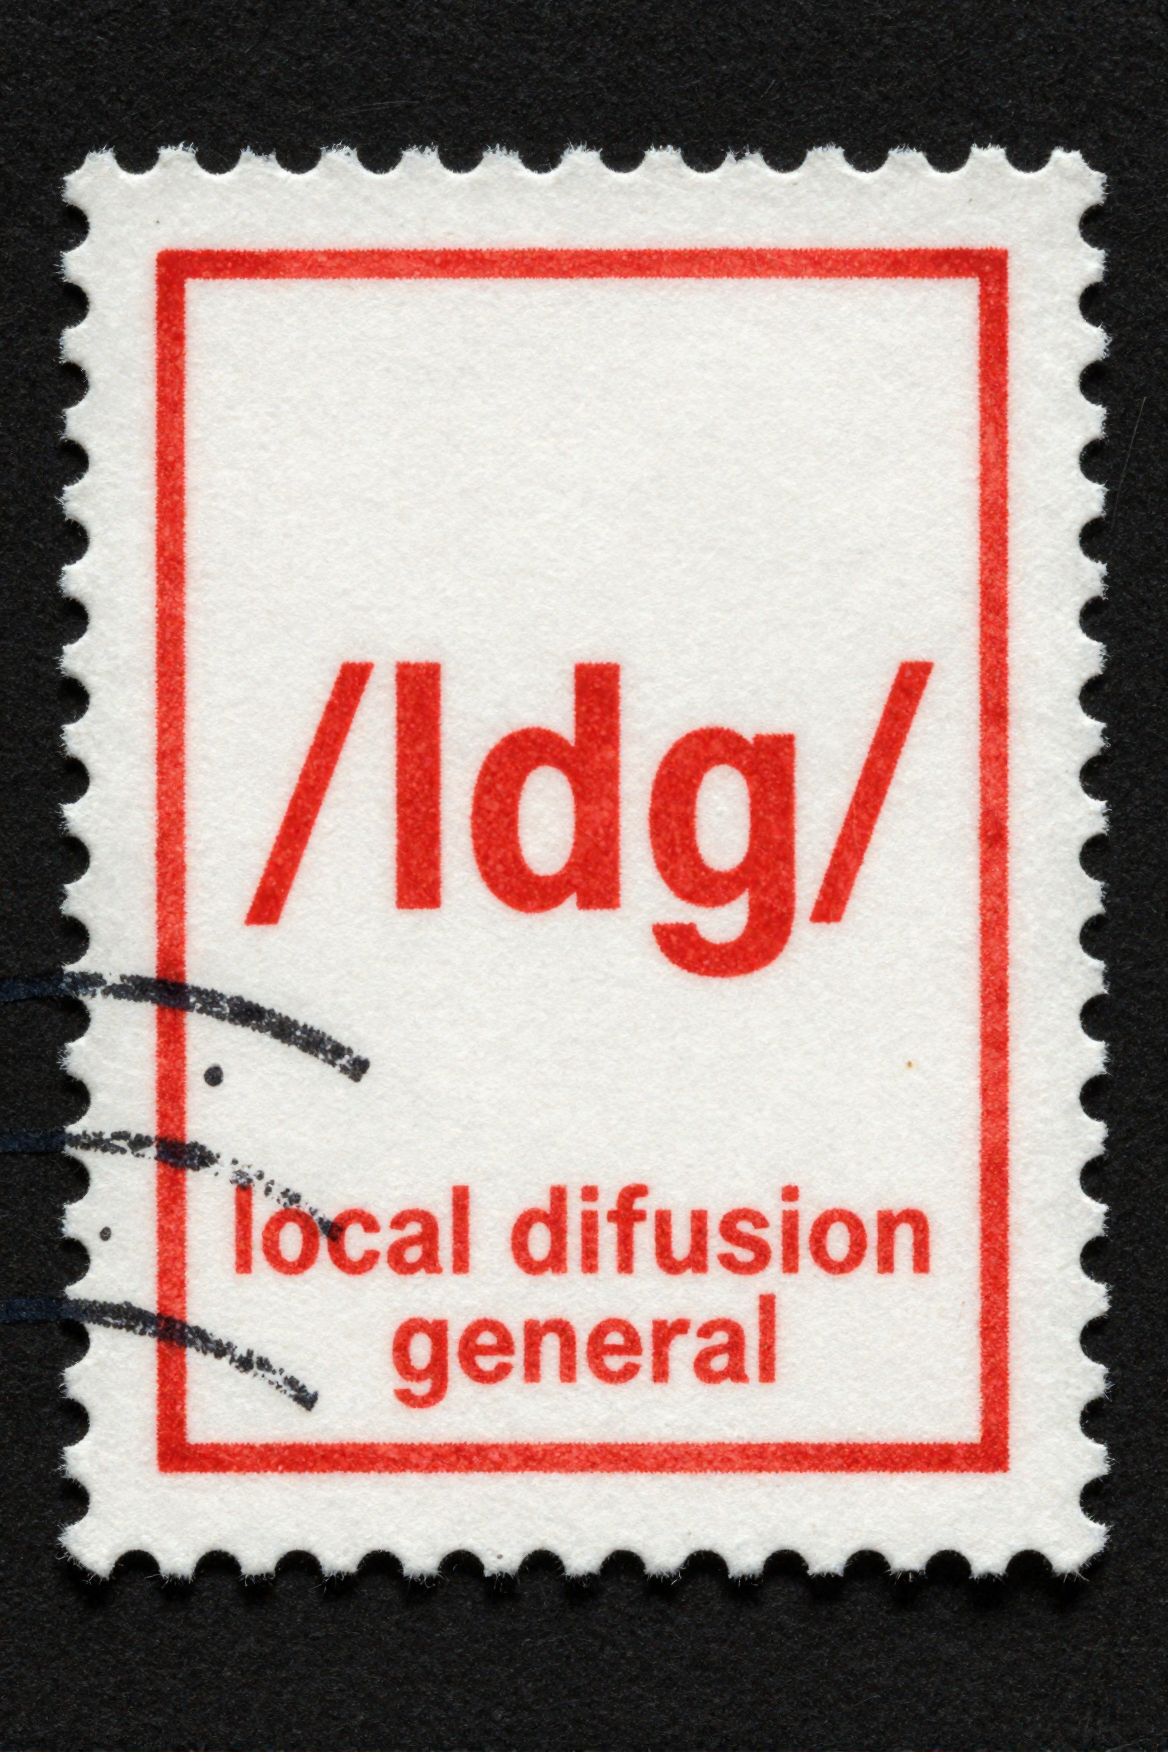 /ldg/
local difusion
general